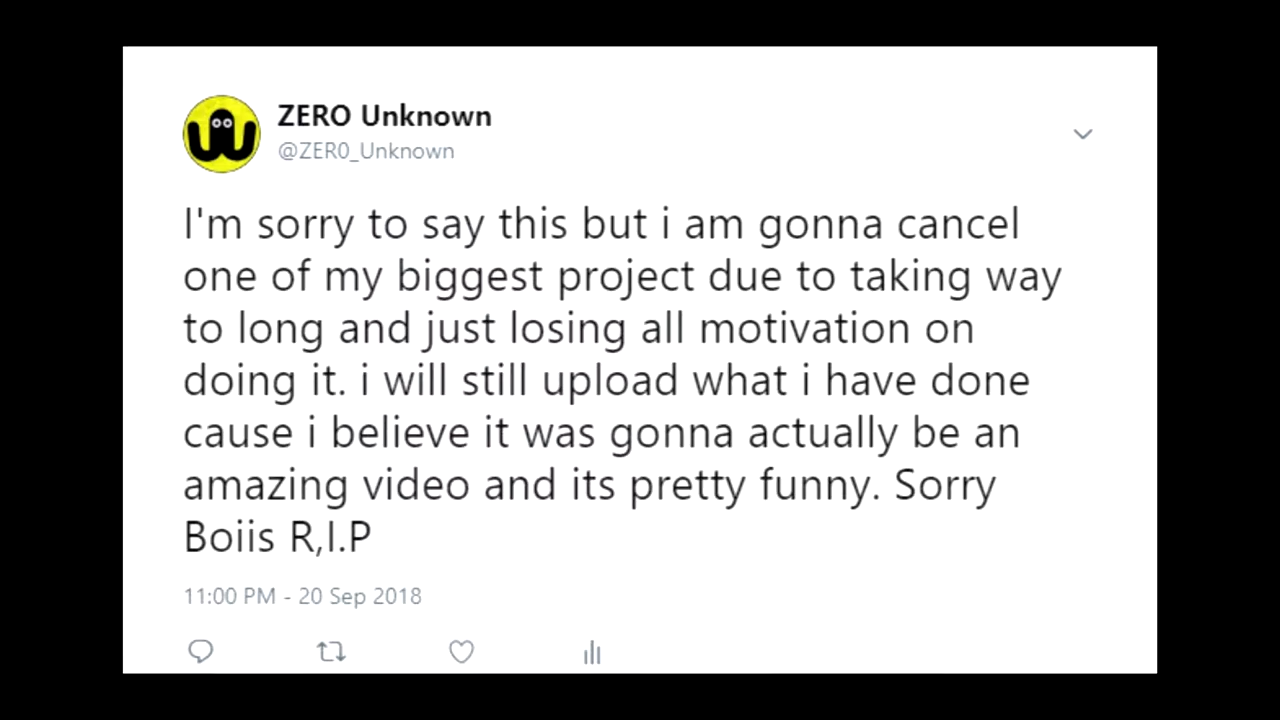 ZERO Unknown
@ZER0_Unknown
I'm sorry to say this but i am gonna cancel
one of my biggest project due to taking way
to long and just losing all motivation on
doing it. i will still upload what i have done
cause i believe it was gonna actually be an
amazing video and its pretty funny. Sorry
Boiis R,I.P
11:00 PM - 20 Sep 2018